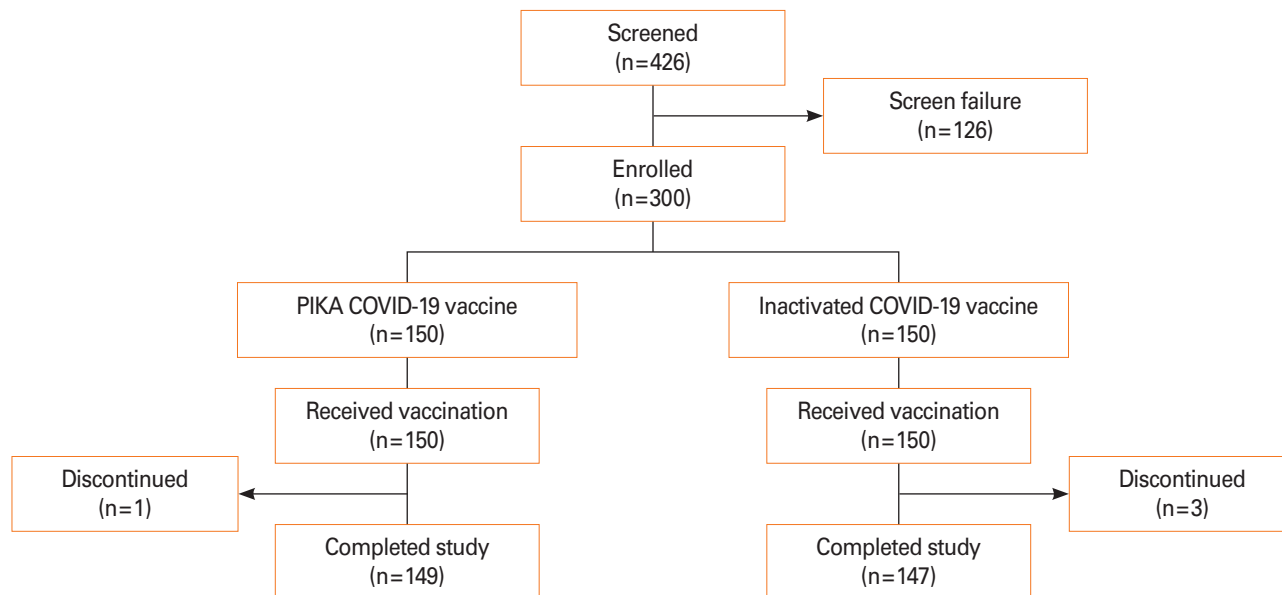 Screened
(n=426)
Screen failure
(n=126)
Enrolled
(n=300)
PIKA COVID-19 vaccine
(n=150)
Inactivated COVID-19 vaccine
(n=150)
Received vaccination
(n=150)
Received vaccination
(n=150)
Discontinued
(n=1)
Discontinued
(n=3)
Completed study
(n=149)
Completed study
(n=147)